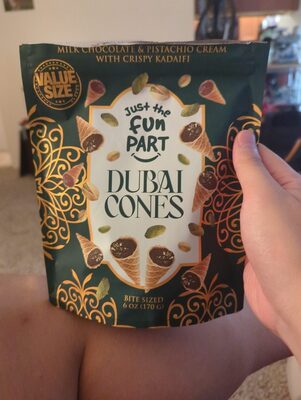 MILK CHOCOLATE & PISTACHIO CREAM
WITH CRISPY KADAIFI
VALUE
SIZE
Just the
fun
PART
DUBAI
CONES
BITE SIZED
6 OZ (170 G)